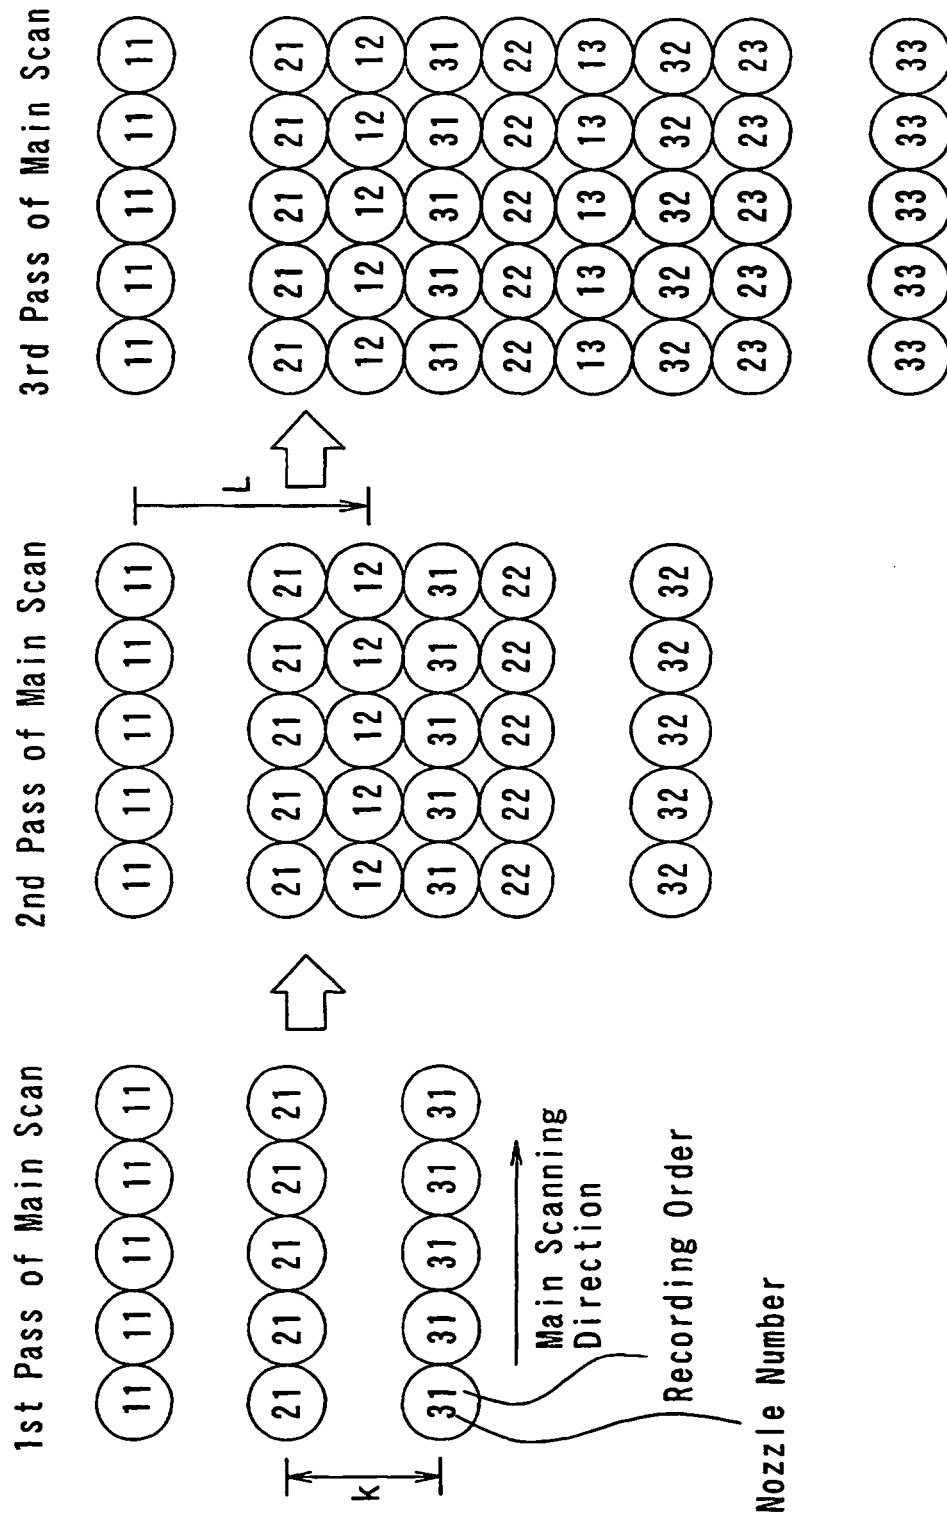 1st Pass of Main Scan
11 11 11 11 11
21 21 21 21 21
31 31 31 31 31
k
Main Scanning
Direction
Recording Order
Nozzle Number
2nd Pass of Main Scan
11 11 11 11 11
21 21 21 21 21
12 12 12 12 12
31 31 31 31 31
22 22 22 22 22
32 32 32 32 32
L
3rd Pass of Main Scan
11 11 11 11 11
21 21 21 21 21
12 12 12 12 12
31 31 31 31 31
22 22 22 22 22
13 13 13 13 13
32 32 32 32 32
23 23 23 23 23
33 33 33 33 33